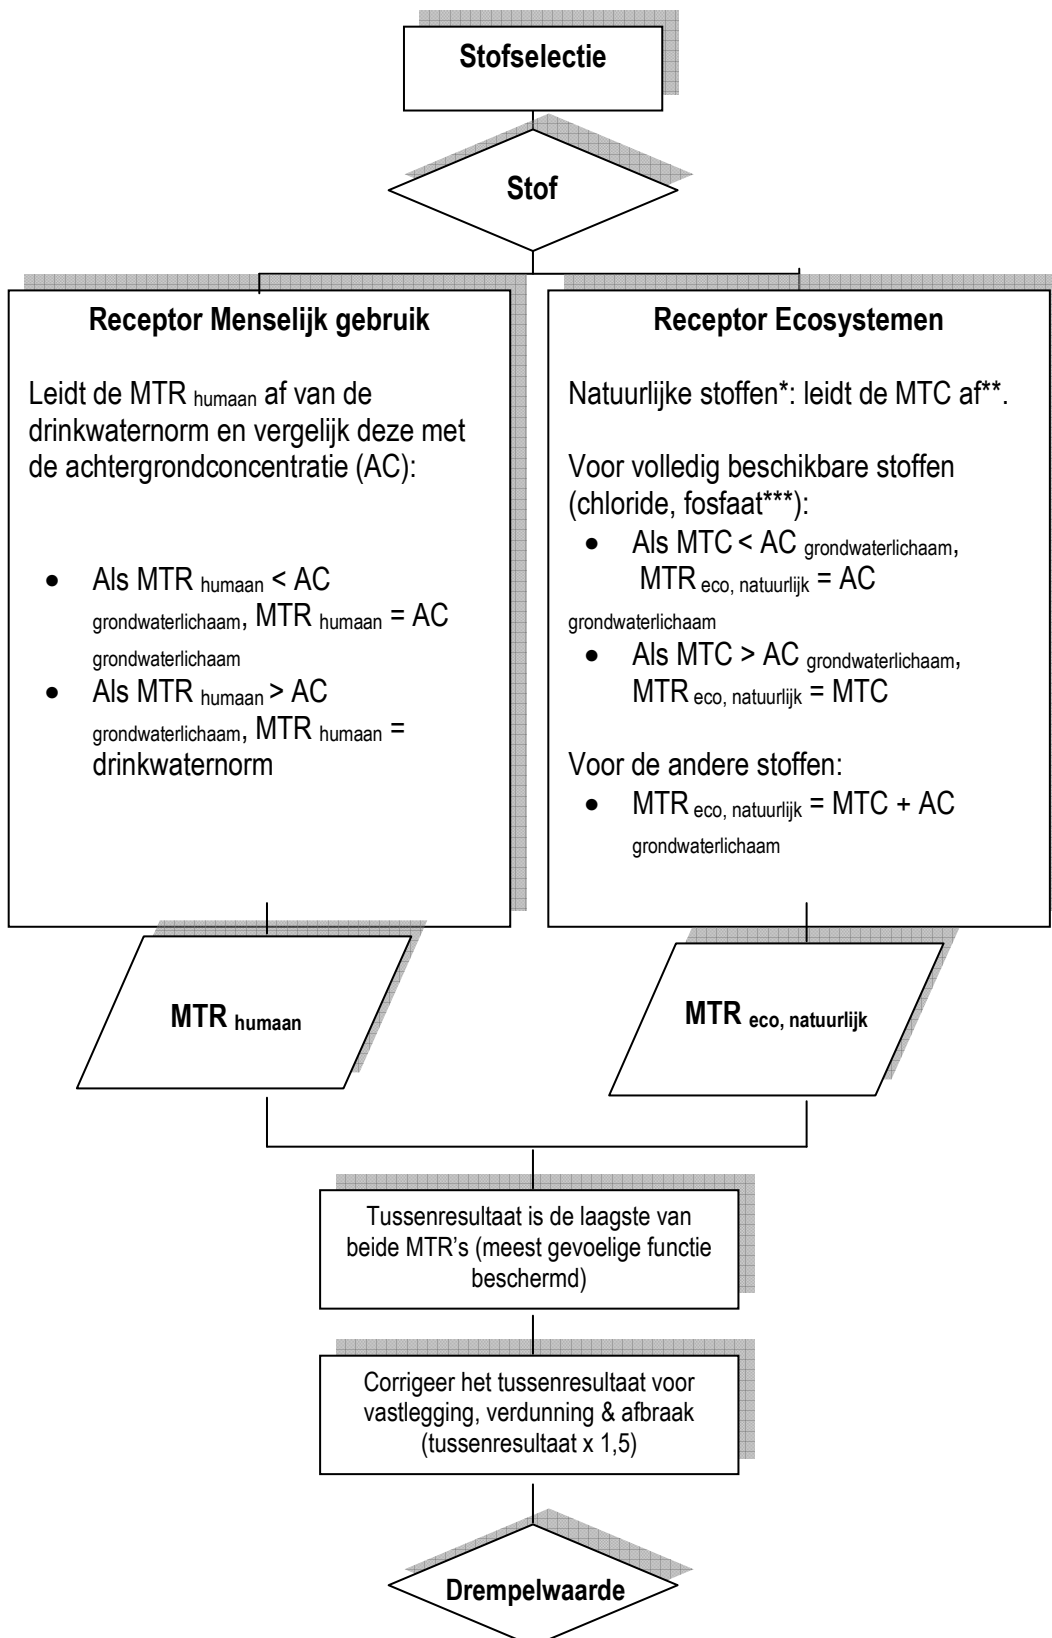 Stofselectie
Stof
Receptor Menselijk gebruik
Leidt de MTR humaan af van de
drinkwaternorm en vergelijk deze met
de achtergrondconcentratie (AC):
• Als MTR humaan < AC
grondwaterlichaam, MTR humaan = AC
grondwaterlichaam
• Als MTR humaan > AC
grondwaterlichaam, MTR humaan =
drinkwaternorm
Receptor Ecosystemen
Natuurlijke stoffen*: leidt de MTC af**.
Voor volledig beschikbare stoffen
(chloride, fosfaat***):
• Als MTC < AC grondwaterlichaam,
MTR eco, natuurlijk = AC
grondwaterlichaam
• Als MTC > AC grondwaterlichaam,
MTR eco, natuurlijk = MTC
Voor de andere stoffen:
• MTR eco, natuurlijk = MTC + AC
grondwaterlichaam
MTR humaan
MTR eco, natuurlijk
Tussenresultaat is de laagste van
beide MTR's (meest gevoelige functie
beschermd)
Corrigeer het tussenresultaat voor
vastlegging, verdunning & afbraak
(tussenresultaat x 1,5)
Drempelwaarde